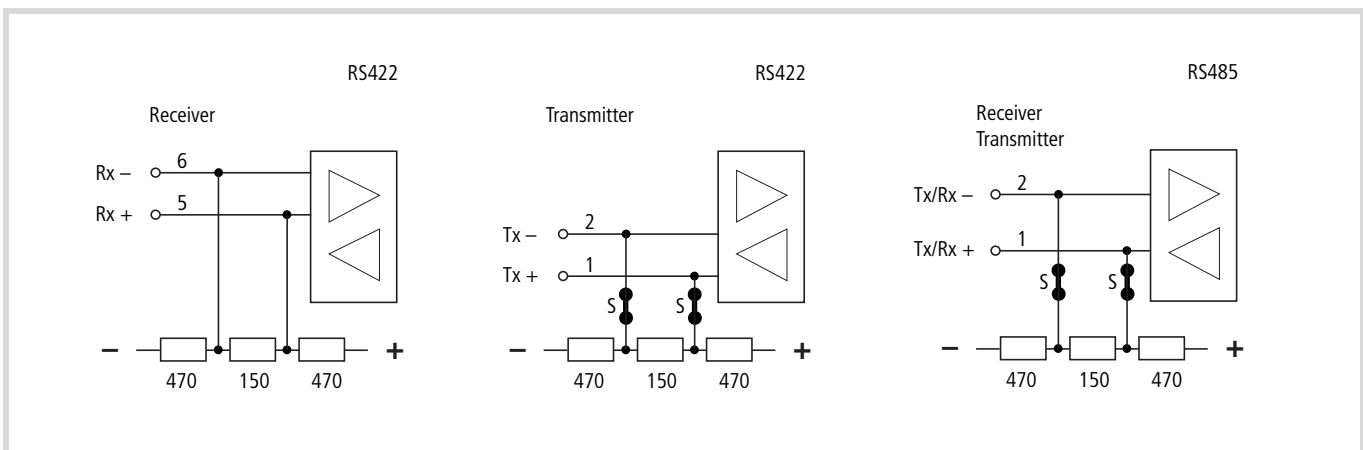 RS422
Receiver
Rx –
6
Rx +
5
–
+
470
150
470
RS422
Transmitter
Tx –
2
Tx +
1
S
S
–
+
470
150
470
RS485
Receiver
Transmitter
Tx/Rx –
2
Tx/Rx +
1
S
S
–
+
470
150
470